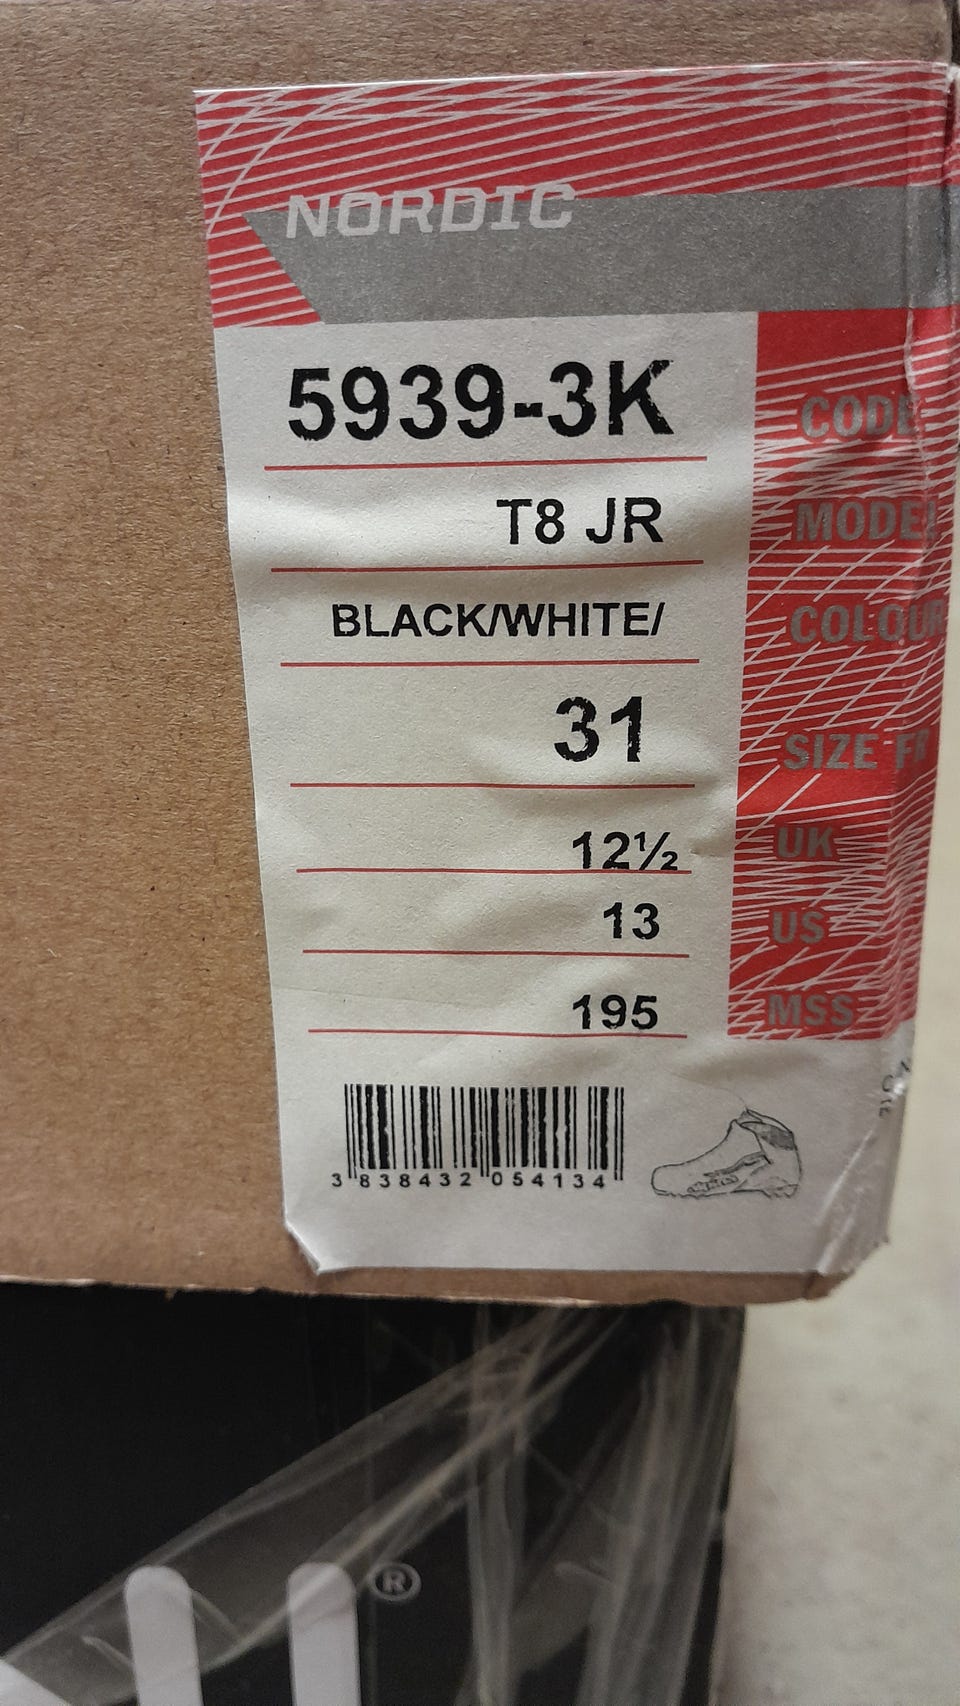 NORDIC
5939-3K CODE
T8 JR MODEL
BLACK/WHITE/ COLOUR
31 SIZE FR
12½ UK
13 US
195 MSS
3 838432 054134
®